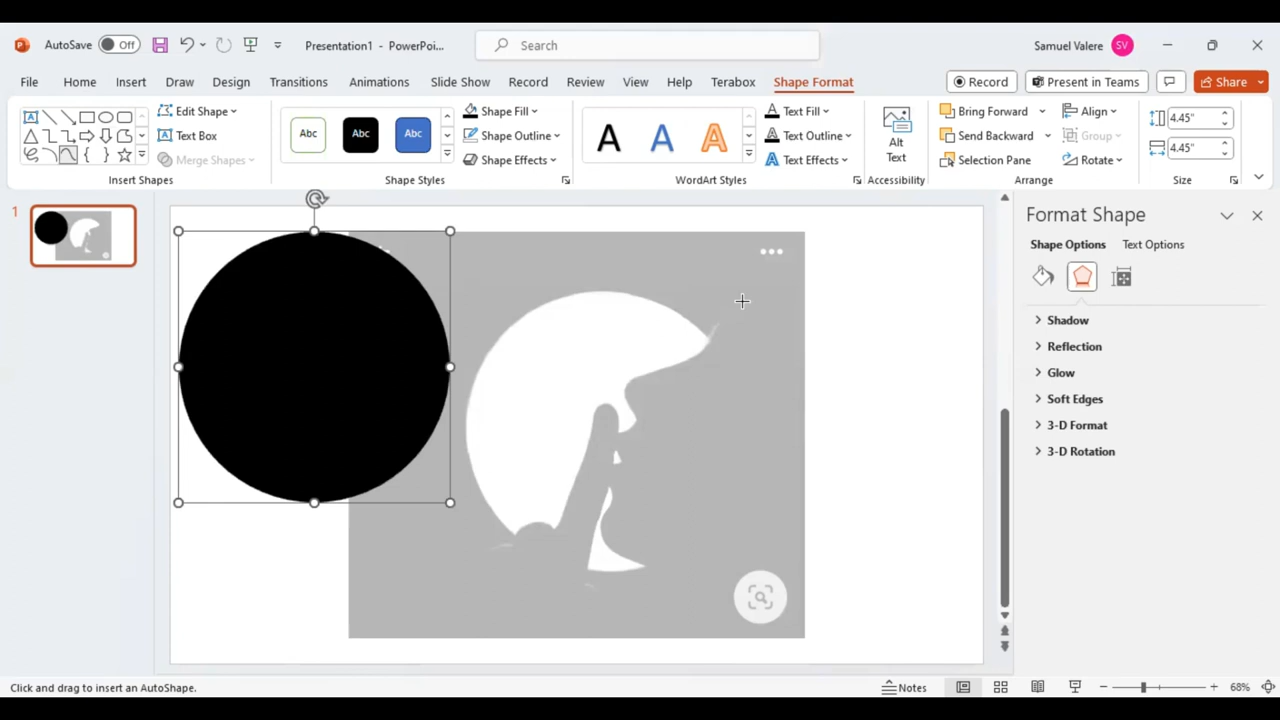 AutoSave Off Presentation1 - PowerPoi... Search Samuel Valere SV
File Home Insert Draw Design Transitions Animations Slide Show Record Review View Help Terabox Shape Format Record Present in Teams Share
Edit Shape
Text Box
Merge Shapes
Insert Shapes
Abc Abc Abc
Shape Fill
Shape Outline
Shape Effects
Shape Styles
A A A
Text Fill
Text Outline
Text Effects
WordArt Styles
Alt
Text
Accessibility
Bring Forward
Send Backward
Selection Pane
Align
Group
Rotate
Arrange
4.45"
4.45"
Size
1
Format Shape
Shape Options Text Options
Shadow
Reflection
Glow
Soft Edges
3-D Format
3-D Rotation
Click and drag to insert an AutoShape. Notes 68%